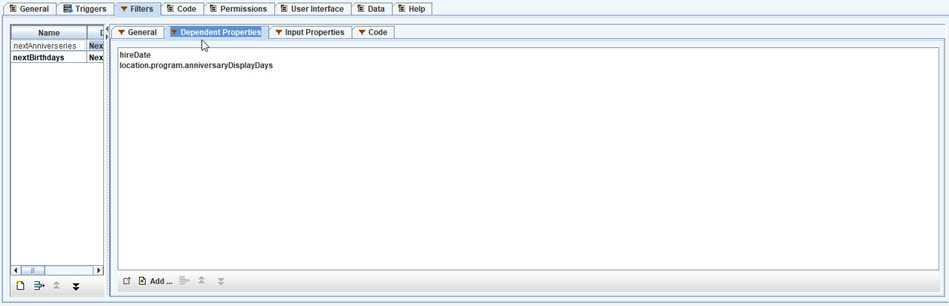 General Triggers Filters Code Permissions User Interface Data Help
Name D
nextAnniverseries Nex
nextBirthdays Nex
General Dependent Properties Input Properties Code
hireDate
location.program.anniversaryDisplayDays
Add ...